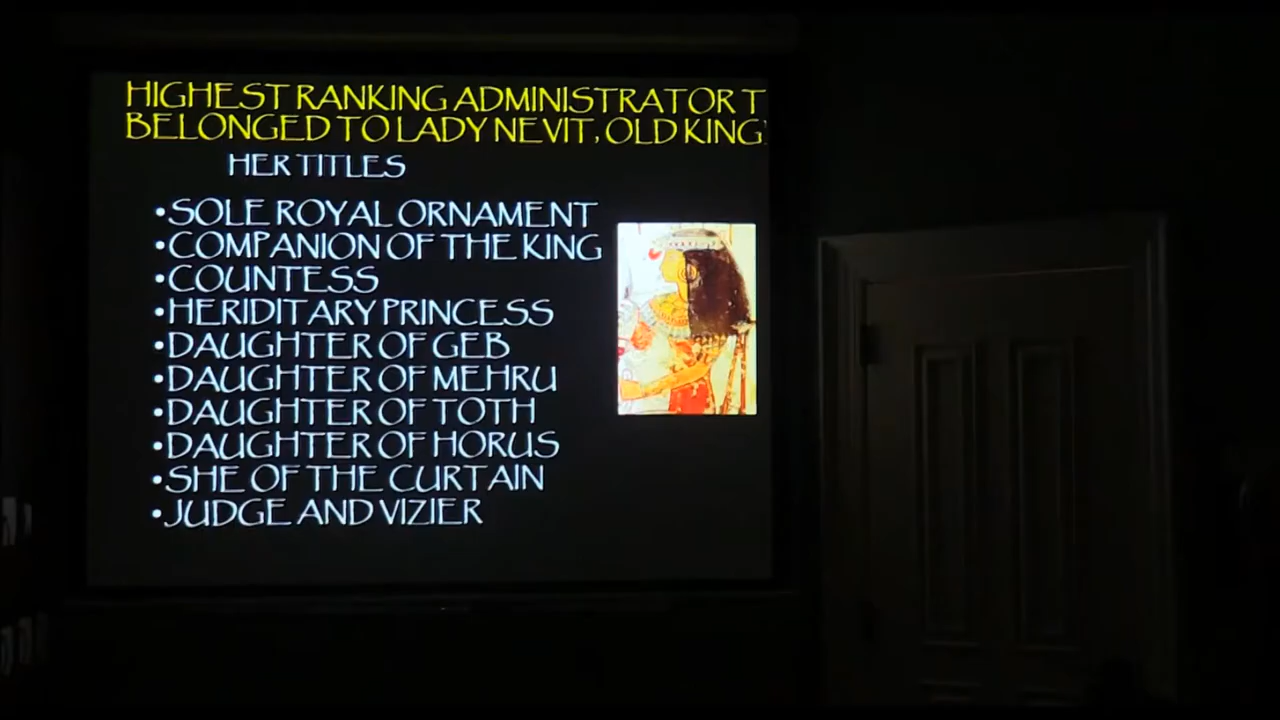 HIGHEST RANKING ADMINISTRATOR T
BELONGED TO LADY NEVIT, OLD KING
HER TITLES
•SOLE ROYAL ORNAMENT
•COMPANION OF THE KING
•COUNTESS
•HERIDITARY PRINCESS
•DAUGHTER OF GEB
•DAUGHTER OF MEHRU
•DAUGHTER OF TOTH
•DAUGHTER OF HORUS
•SHE OF THE CURTAIN
•JUDGE AND VIZIER